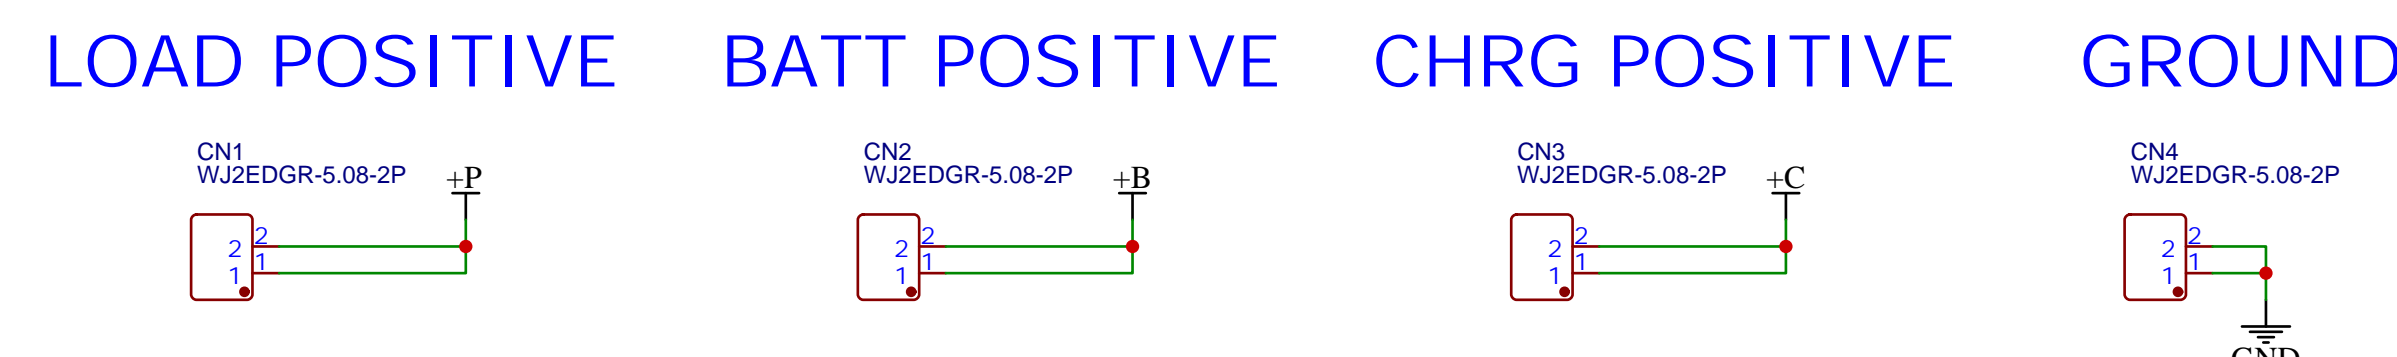 LOAD POSITIVE
BATT POSITIVE
CHRG POSITIVE
GROUND
CN1
WJ2EDGR-5.08-2P
+P
2
2
1
1
CN2
WJ2EDGR-5.08-2P
+B
2
2
1
1
CN3
WJ2EDGR-5.08-2P
+C
2
2
1
1
CN4
WJ2EDGR-5.08-2P
2
2
1
1
GND